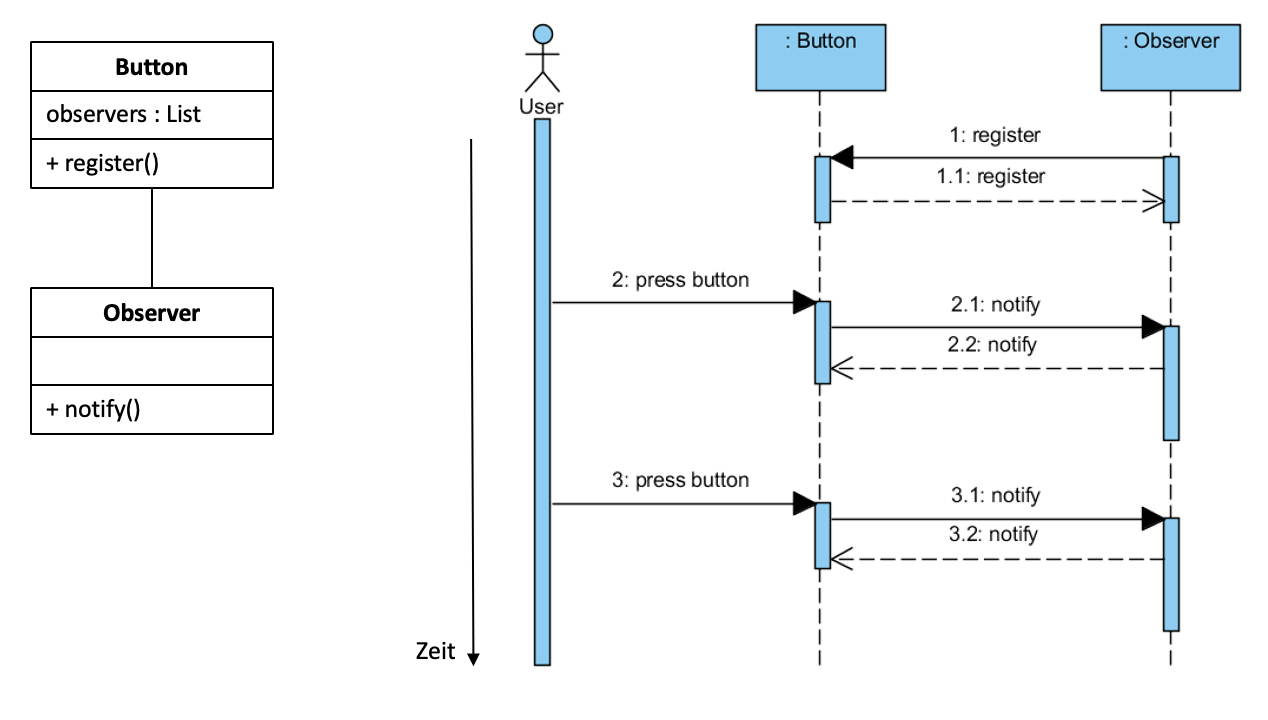 Button
observers : List
+ register()
Observer
+ notify()
User
: Button
: Observer
1: register
1.1: register
2: press button
2.1: notify
2.2: notify
3: press button
3.1: notify
3.2: notify
Zeit